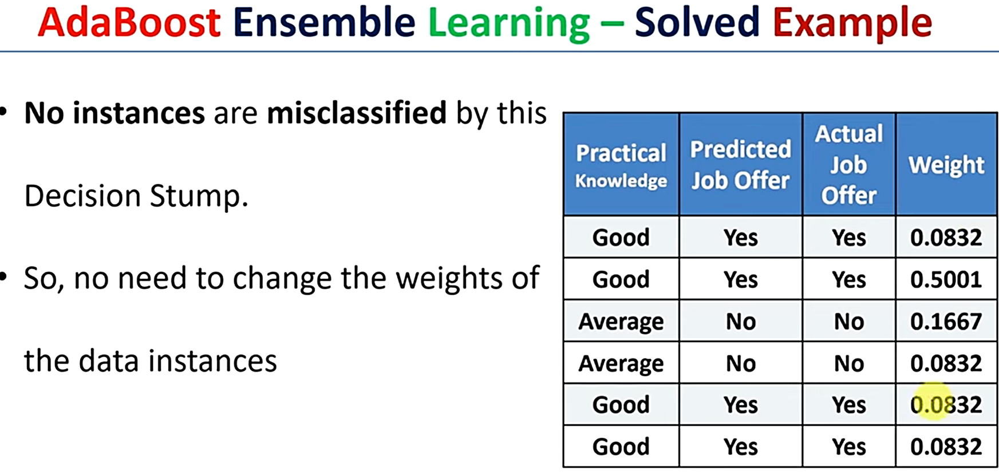 AdaBoost Ensemble Learning – Solved Example
• No instances are misclassified by this
Decision Stump.
• So, no need to change the weights of
the data instances
Practical Knowledge Predicted Job Offer Actual Job Offer Weight
Good Yes Yes 0.0832
Good Yes Yes 0.5001
Average No No 0.1667
Average No No 0.0832
Good Yes Yes 0.0832
Good Yes Yes 0.0832